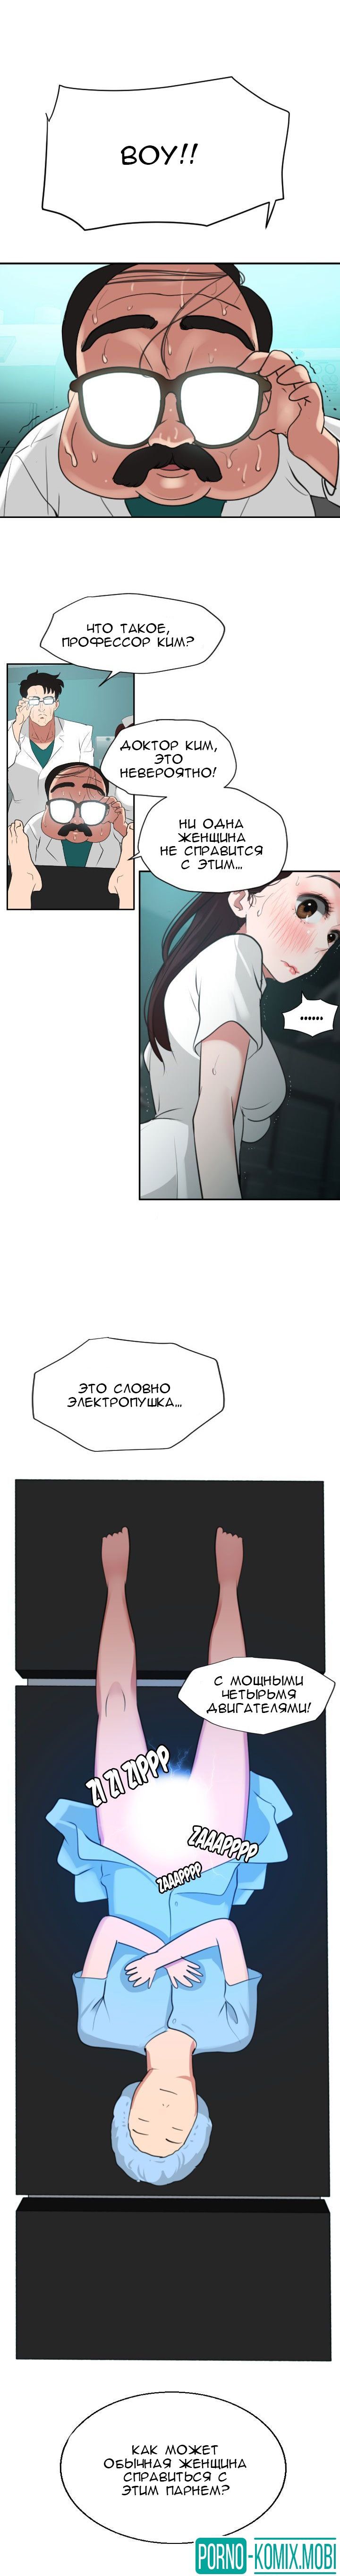 ВОУ!!
ЧТО ТАКОЕ,
ПРОФЕССОР КИМ?
ДОКТОР КИМ,
ЭТО
НЕВЕРОЯТНО!
НИ ОДНА
ЖЕНЩИНА
НЕ СПРАВИТСЯ
С ЭТИМ...
......
ЭТО СЛОВНО
ЭЛЕКТРОПУШКА...
С МОЩНЫМИ
ЧЕТЫРЬМЯ
ДВИГАТЕЛЯМИ!
ZI ZI ZIPPP
ZAAAPPPP
ZAAAPPPP
КАК МОЖЕТ
ОБЫЧНАЯ ЖЕНЩИНА
СПРАВИТЬСЯ С
ЭТИМ ПАРНЕМ?
PORNO-KOMIX.MOBI